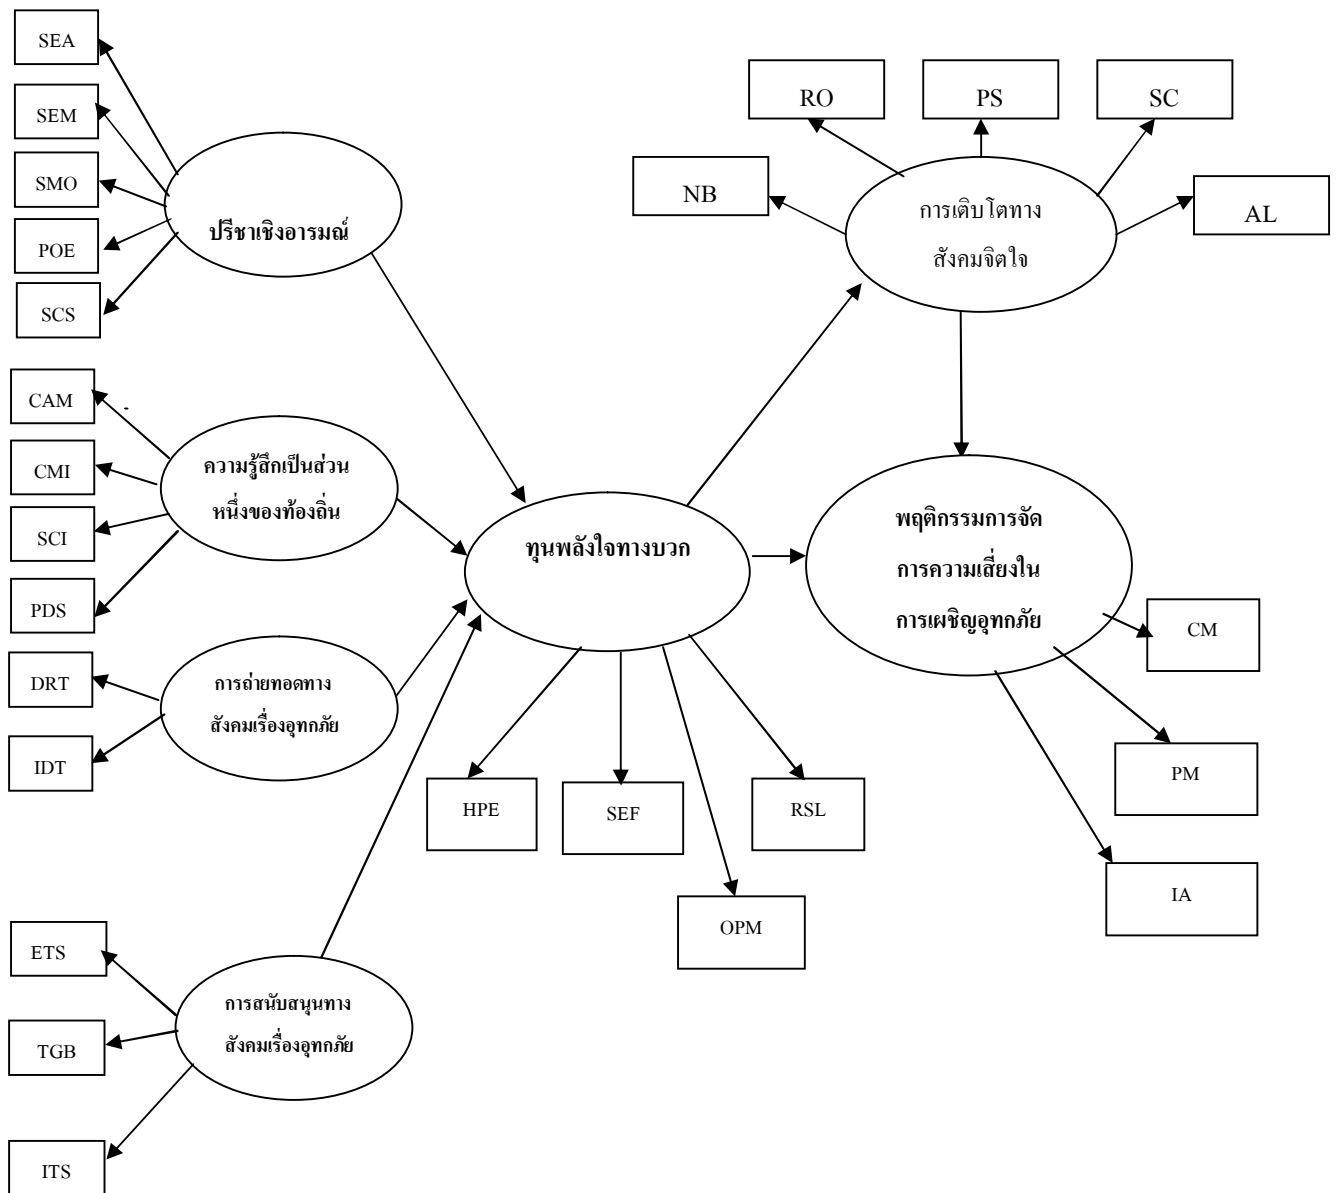 SEA
SEM
SMO
POE
SCS
ปรีชาเชิงอารมณ์
RO
PS
SC
NB
AL
การเติบโตทาง
สังคมจิตใจ
CAM
CMI
SCI
PDS
ความรู้สึกเป็นส่วน
หนึ่งของท้องถิ่น
ทุนพลังใจทางบวก
พฤติกรรมการจัด
การความเสี่ยงใน
การเผชิญอุทกภัย
CM
PM
IA
DRT
IDT
การถ่ายทอดทาง
สังคมเรื่องอุทกภัย
HPE
SEF
OPM
RSL
ETS
TGB
ITS
การสนับสนุนทาง
สังคมเรื่องอุทกภัย